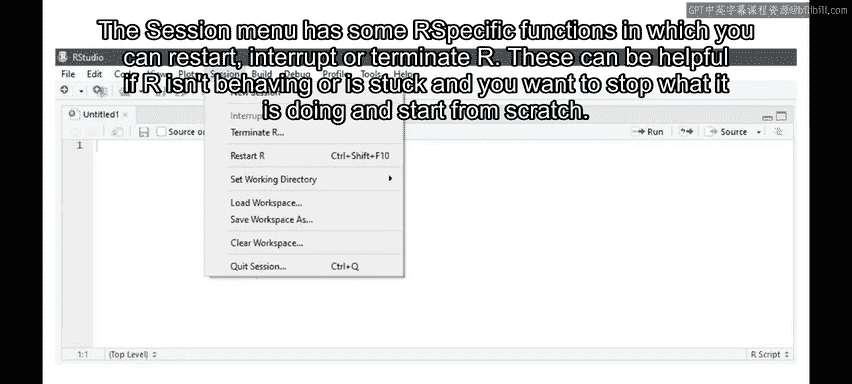 GPT中英字幕课程资源@bilibili.com
The Session menu has some RSpecific functions in which you
can restart, interrupt or terminate R. These can be helpful
if R isn't behaving or is stuck and you want to stop what it
is doing and start from scratch.
RStudio
File Edit
Untitled1
Source
Run
Source
1
Terminate R...
Restart R Ctrl+Shift+F10
Set Working Directory
Load Workspace...
Save Workspace As...
Clear Workspace...
Quit Session... Ctrl+Q
1:1 (Top Level) R Script